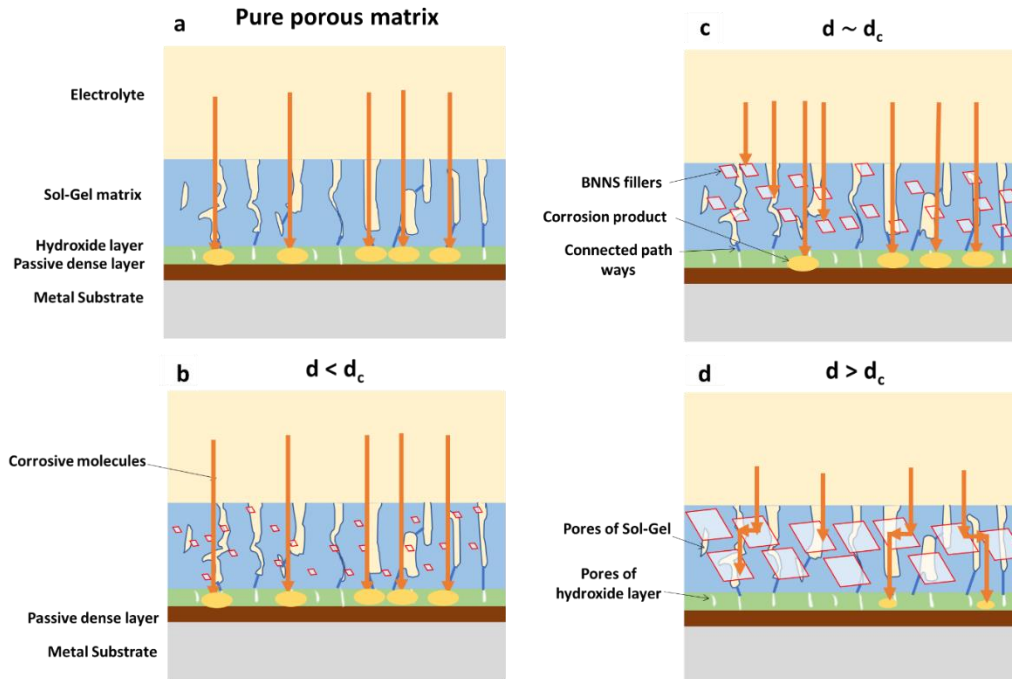 a
Pure porous matrix
Electrolyte
Sol-Gel matrix
Hydroxide layer
Passive dense layer
Metal Substrate
b
d < dc
Corrosive molecules
Passive dense layer
Metal Substrate
c
d ~ dc
BNNS fillers
Corrosion product
Connected path
ways
d
d > dc
Pores of Sol-Gel
Pores of
hydroxide layer